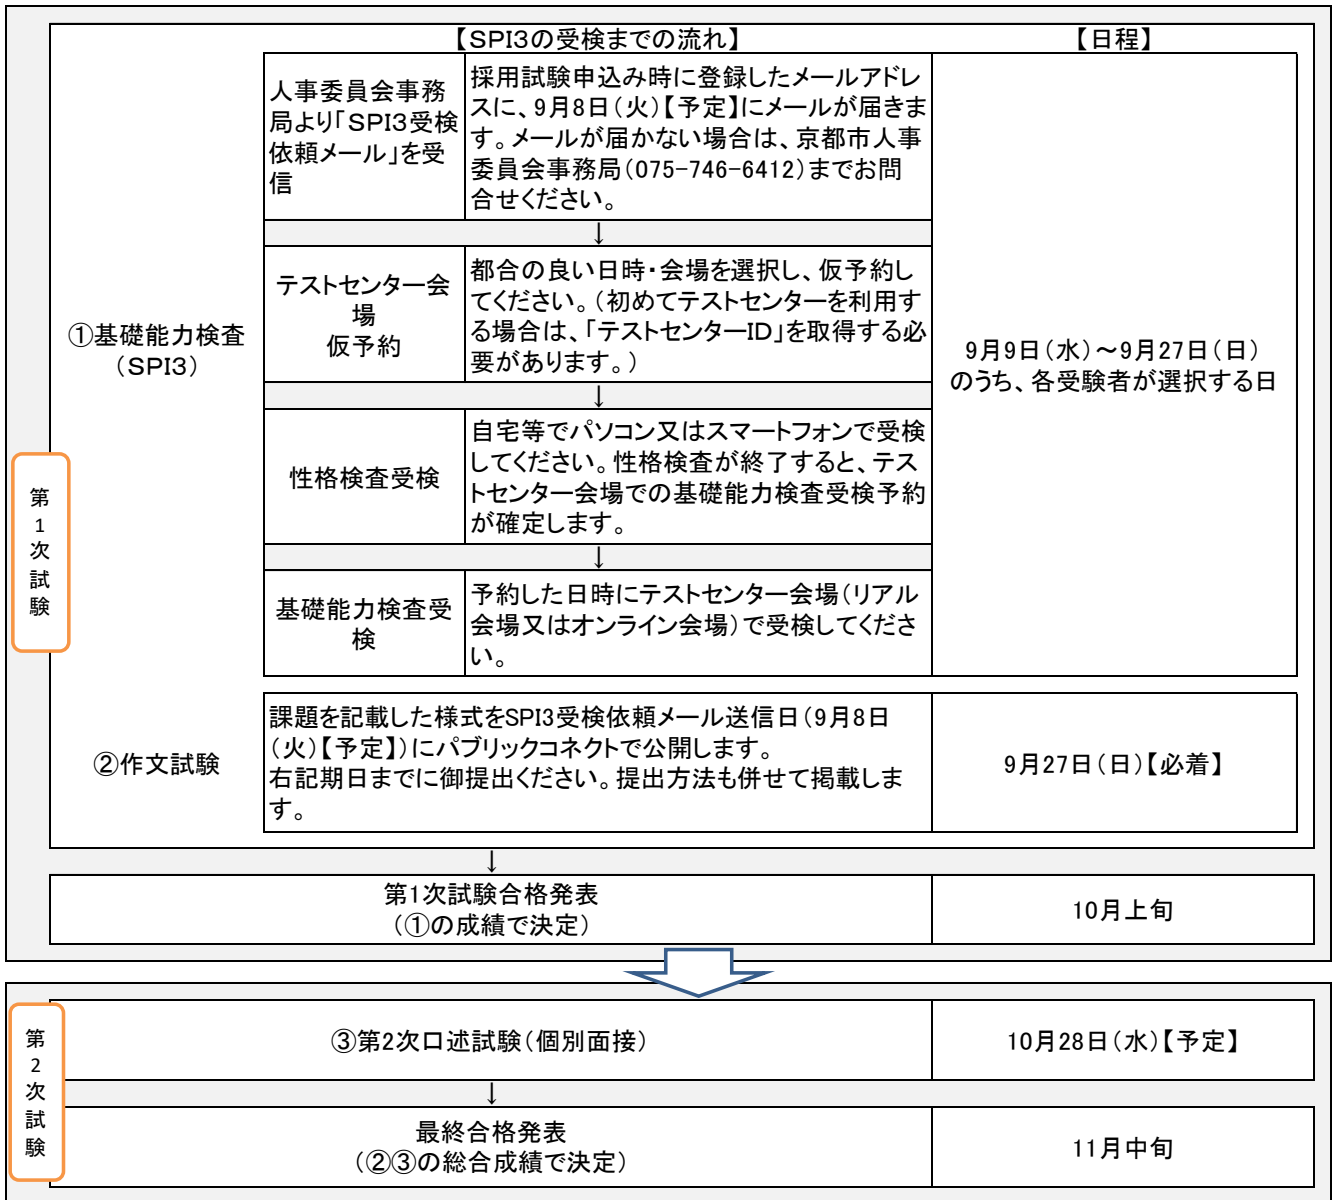 【SPI3の受検までの流れ】
【日程】
第
1
次
試
験
①基礎能力検査
（SPI3）
人事委員会事務
局より「SPI3受検
依頼メール」を受
信
採用試験申込み時に登録したメールアドレ
スに、9月8日（火）【予定】にメールが届きま
す。メールが届かない場合は、京都市人事
委員会事務局（075-746-6412）までお問
合せください。
↓
テストセンター会
場
仮予約
都合の良い日時・会場を選択し、仮予約し
てください。（初めてテストセンターを利用す
る場合は、「テストセンターID」を取得する必
要があります。）
↓
性格検査受検
自宅等でパソコン又はスマートフォンで受検
してください。性格検査が終了すると、テス
トセンター会場での基礎能力検査受検予約
が確定します。
↓
基礎能力検査受
検
予約した日時にテストセンター会場（リアル
会場又はオンライン会場）で受検してくださ
い。
9月9日（水）～9月27日（日）
のうち、各受験者が選択する日
②作文試験
課題を記載した様式をSPI3受検依頼メール送信日（9月8日
（火）【予定】）にパブリックコネクトで公開します。
右記期日までに御提出ください。提出方法も併せて掲載しま
す。
9月27日（日）【必着】
↓
第1次試験合格発表
（①の成績で決定）
10月上旬
第
2
次
試
験
③第2次口述試験（個別面接）
10月28日（水）【予定】
↓
最終合格発表
（②③の総合成績で決定）
11月中旬